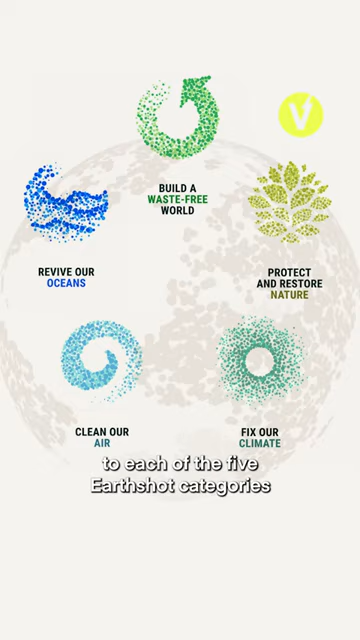 BUILD A
WASTE-FREE
WORLD
REVIVE OUR
OCEANS
PROTECT
AND RESTORE
NATURE
CLEAN OUR
AIR
FIX OUR
CLIMATE
to each of the five
Earthshot categories